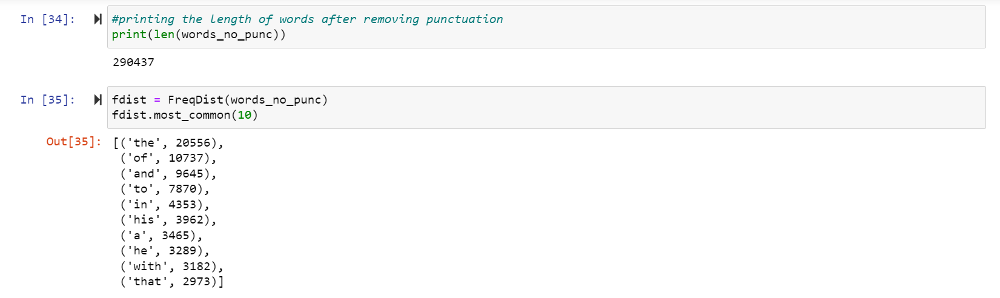 In [34]:
#printing the length of words after removing punctuation
print(len(words_no_punc))
290437
In [35]:
fdist = FreqDist(words_no_punc)
fdist.most_common(10)
Out[35]:
[('the', 20556),
('of', 10737),
('and', 9645),
('to', 7870),
('in', 4353),
('his', 3962),
('a', 3465),
('he', 3289),
('with', 3182),
('that', 2973)]